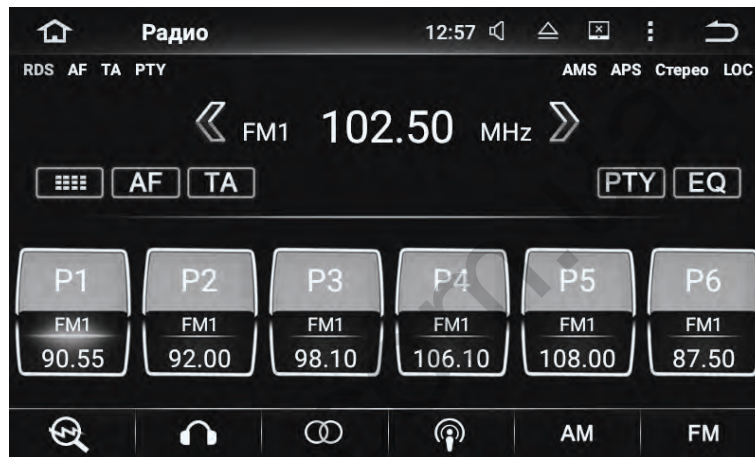 Радио 12:57
RDS AF TA PTY AMS APS Стерео LOC
FM1 102.50 MHz
AF TA PTY EQ
P1 P2 P3 P4 P5 P6
FM1 FM1 FM1 FM1 FM1 FM1
90.55 92.00 98.10 106.10 108.00 87.50
AM FM